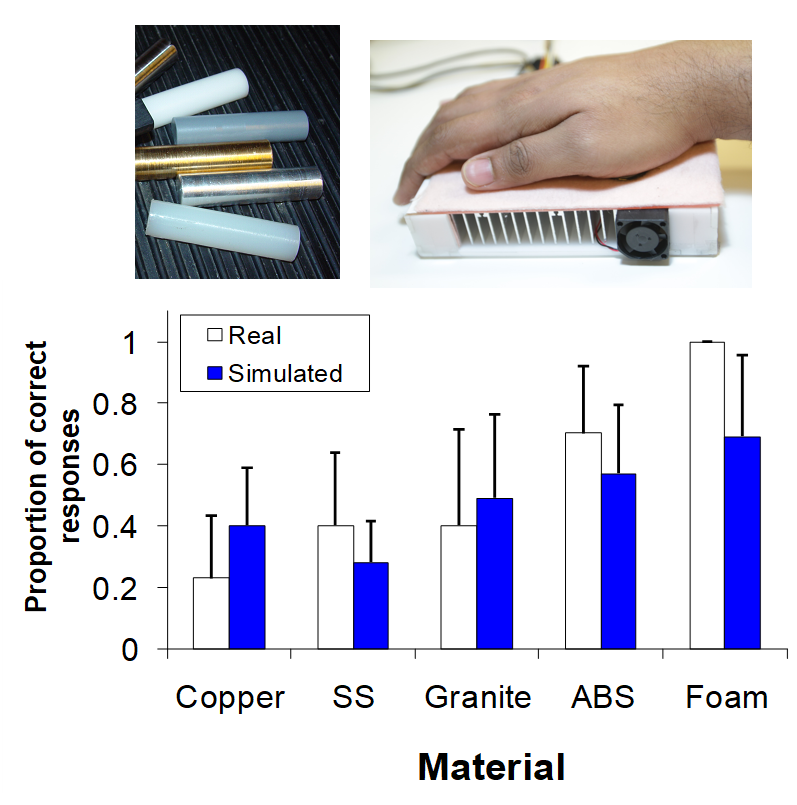 Proportion of correct
responses
1
0.8
0.6
0.4
0.2
0
Real
Simulated
Copper SS Granite ABS Foam
Material